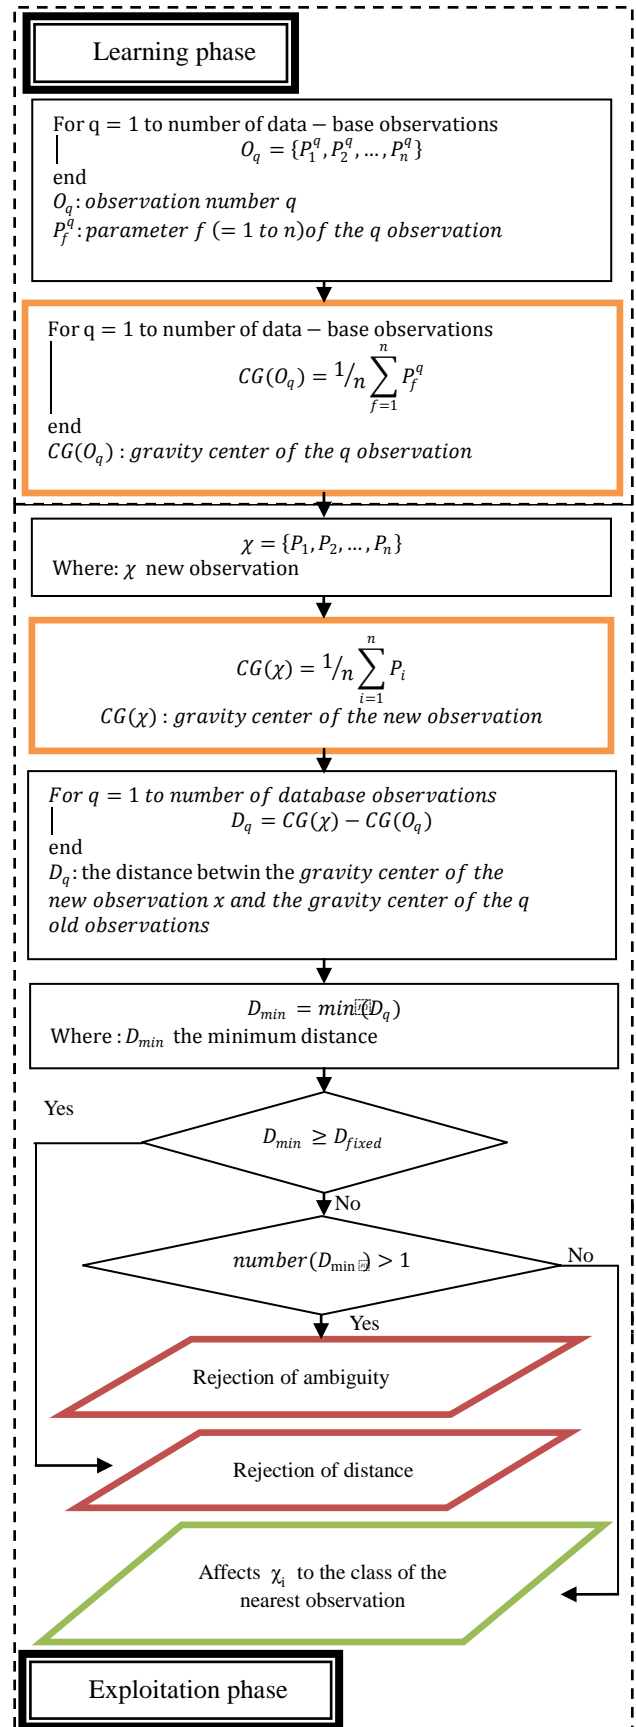 Learning phase
For q = 1 to number of data − base observations
O_q = {P_1^q, P_2^q, … , P_n^q}
end
O_q: observation number q
P_f^q: parameter f (= 1 to n)of the q observation
For q = 1 to number of data − base observations
CG(O_q) = 1/n ∑_{f=1}^{n} P_f^q
end
CG(O_q) : gravity center of the q observation
χ = {P_1, P_2, … , P_n}
Where: χ new observation
CG(χ) = 1/n ∑_{i=1}^{n} P_i
CG(χ) : gravity center of the new observation
For q = 1 to number of database observations
D_q = CG(χ) − CG(O_q)
end
D_q: the distance betwin the gravity center of the
new observation x and the gravity center of the q
old observations
D_min = min(D_q)
Where : D_min the minimum distance
Yes
D_min ≥ D_fixed
No
number(D_min) > 1
No
Yes
Rejection of ambiguity
Rejection of distance
Affects χ_i to the class of the
nearest observation
Exploitation phase